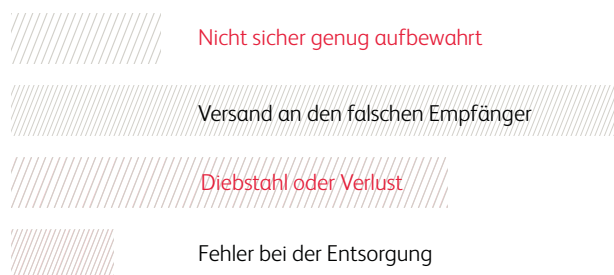 Nicht sicher genug aufbewahrt
Versand an den falschen Empfänger
Diebstahl oder Verlust
Fehler bei der Entsorgung